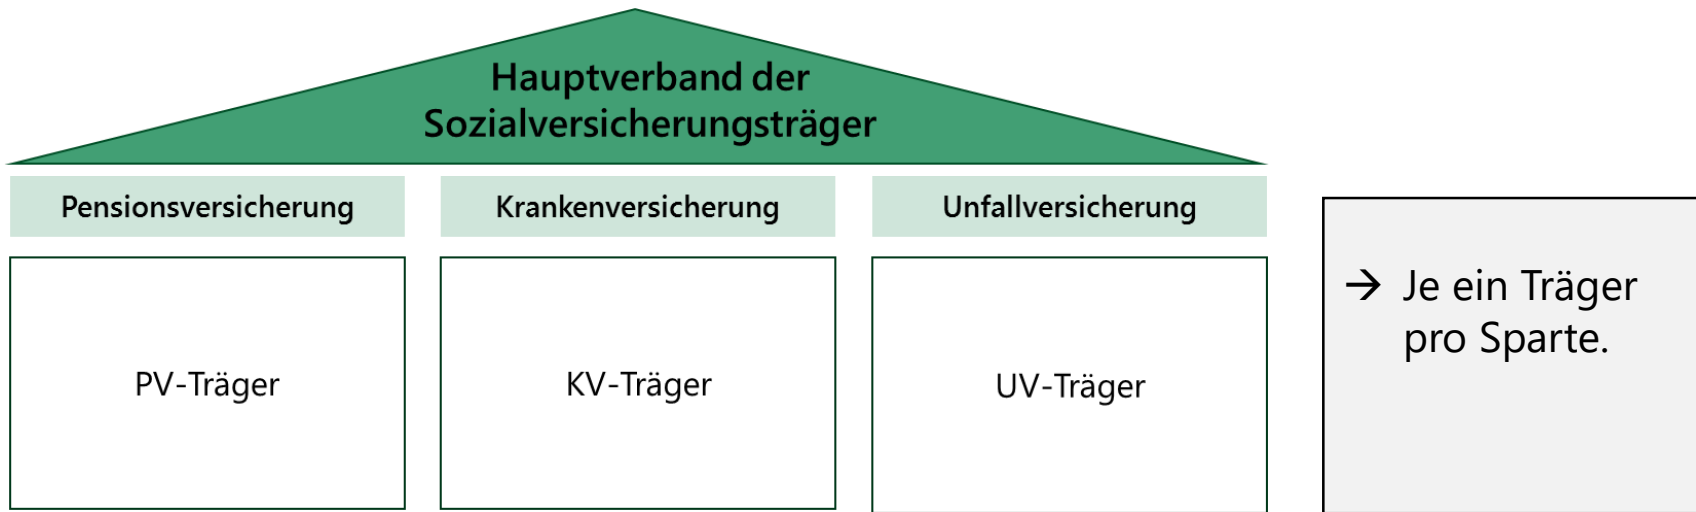 Hauptverband der
Sozialversicherungsträger
Pensionsversicherung
Krankenversicherung
Unfallversicherung
PV-Träger
KV-Träger
UV-Träger
→ Je ein Träger
pro Sparte.